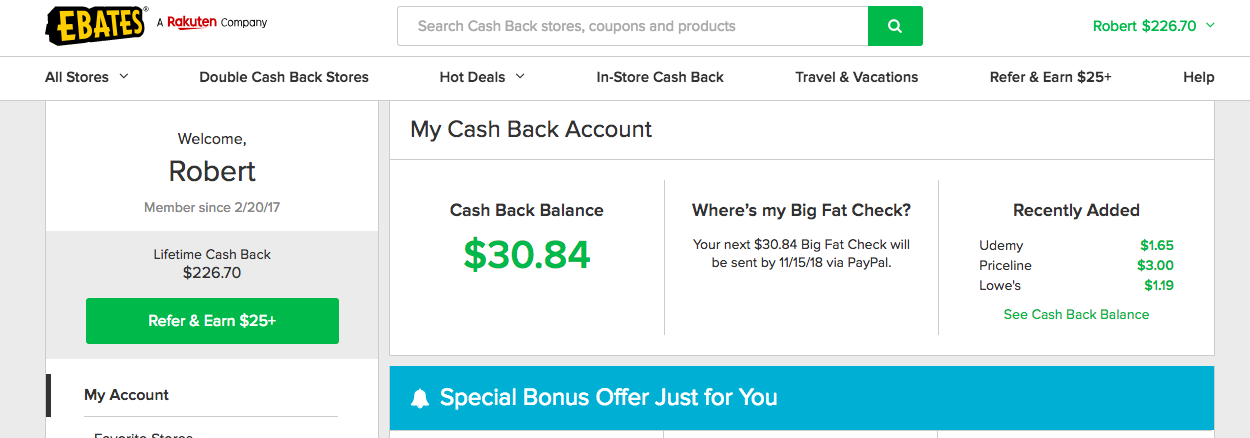 EBATES® A Rakuten Company
Search Cash Back stores, coupons and products
Robert $226.70
All Stores
Double Cash Back Stores
Hot Deals
In-Store Cash Back
Travel & Vacations
Refer & Earn $25+
Help
Welcome,
Robert
Member since 2/20/17
Lifetime Cash Back
$226.70
Refer & Earn $25+
My Account
Favorite Stores
My Cash Back Account
Cash Back Balance
$30.84
Where's my Big Fat Check?
Your next $30.84 Big Fat Check will
be sent by 11/15/18 via PayPal.
Recently Added
Udemy $1.65
Priceline $3.00
Lowe's $1.19
See Cash Back Balance
Special Bonus Offer Just for You